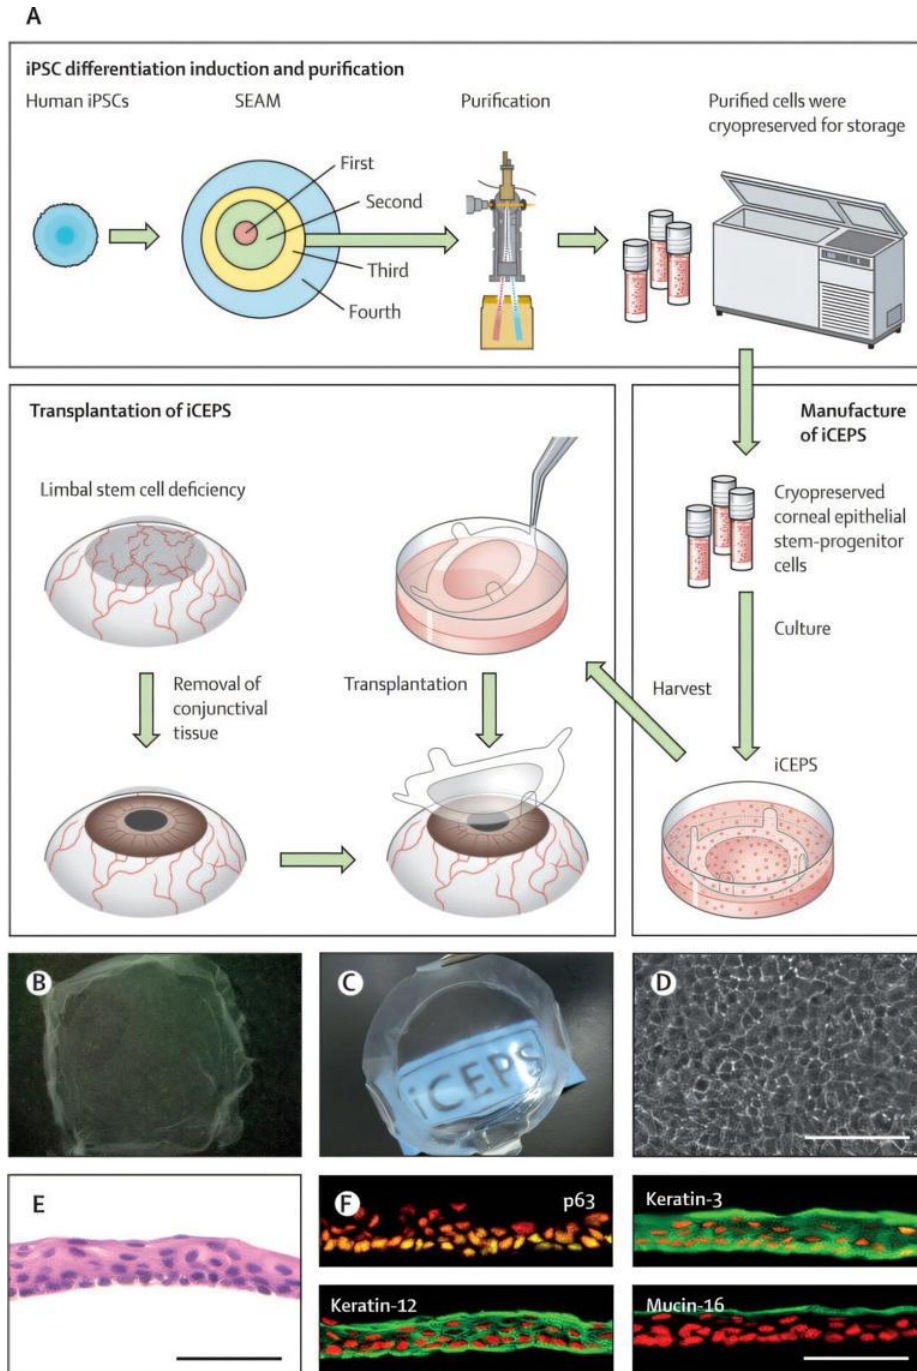 A
iPSC differentiation induction and purification
Human iPSCs
SEAM
Purification
Purified cells were
cryopreserved for storage
First
Second
Third
Fourth
Transplantation of iCEPS
Manufacture
of iCEPS
Limbal stem cell deficiency
Cryopreserved
corneal epithelial
stem-progenitor
cells
Culture
Removal of
conjunctival
tissue
Transplantation
Harvest
iCEPS
B
C
iCEPS
D
E
F
p63
Keratin-3
Keratin-12
Mucin-16